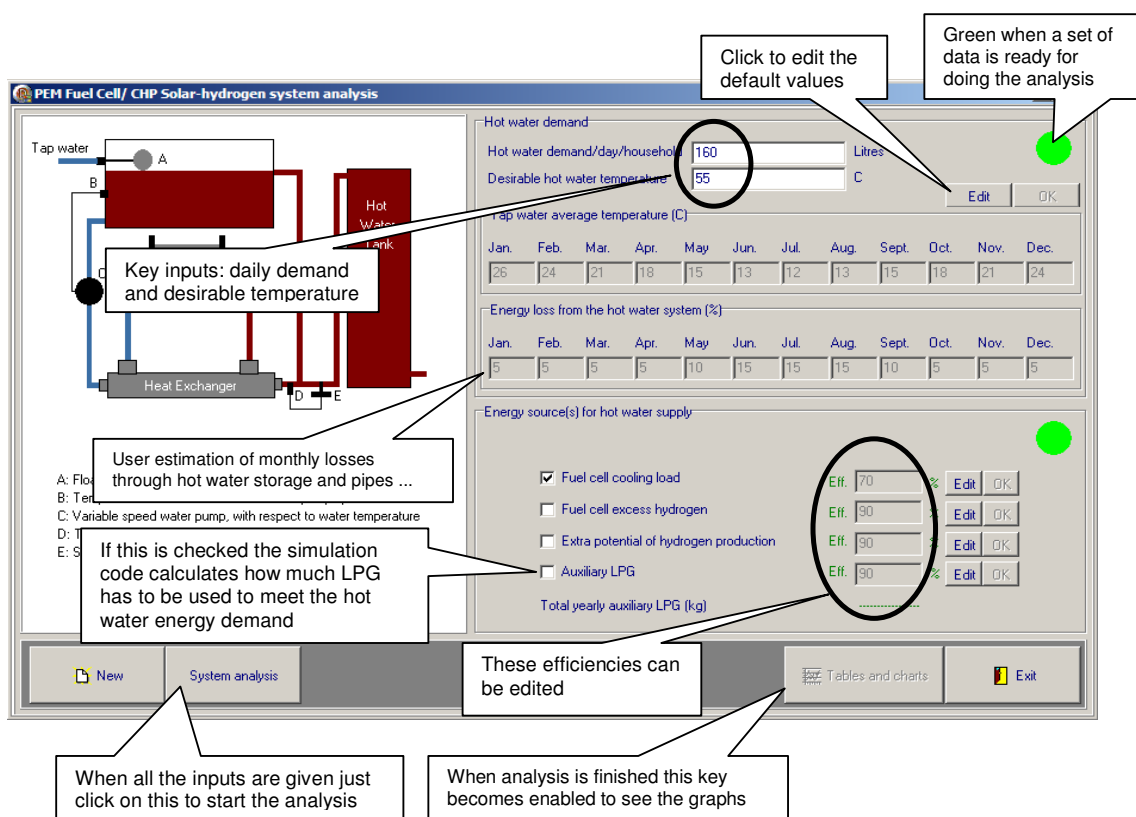 Click to edit the
default values
Green when a set of
data is ready for
doing the analysis
PEM Fuel Cell/ CHP Solar-hydrogen system analysis
Tap water
A
B
Hot
Water
Tank
Key inputs: daily demand
and desirable temperature
Heat Exchanger
D
E
User estimation of monthly losses
through hot water storage and pipes ...
A: Floa
B: Temp
C: Variable speed water pump, with respect to water temperature
D: T
E: S
If this is checked the simulation
code calculates how much LPG
has to be used to meet the hot
water energy demand
Hot water demand
Hot water demand/day/household 160 Litres
Desirable hot water temperature 55 C
Edit OK
Tap water average temperature (C)
Jan. Feb. Mar. Apr. May Jun. Jul. Aug. Sept. Oct. Nov. Dec.
26 24 21 18 15 13 12 13 15 18 21 24
Energy loss from the hot water system (%)
Jan. Feb. Mar. Apr. May Jun. Jul. Aug. Sept. Oct. Nov. Dec.
5 5 5 5 10 15 15 15 10 5 5 5
Energy source(s) for hot water supply
Fuel cell cooling load Eff. 70 % Edit OK
Fuel cell excess hydrogen Eff. 90 % Edit OK
Extra potential of hydrogen production Eff. 90 % Edit OK
Auxiliary LPG Eff. 90 % Edit OK
Total yearly auxiliary LPG (kg) --------------
These efficiencies can
be edited
New
System analysis
Tables and charts
Exit
When all the inputs are given just
click on this to start the analysis
When analysis is finished this key
becomes enabled to see the graphs